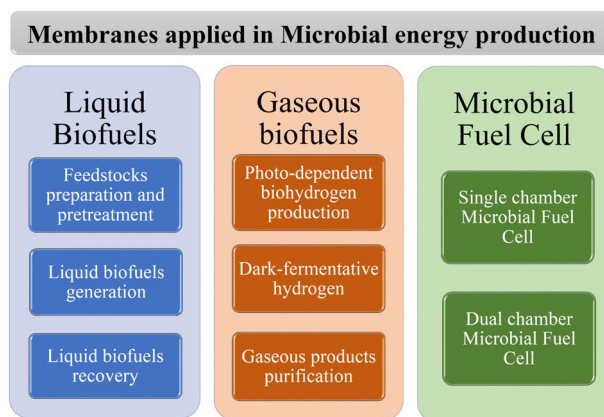 Membranes applied in Microbial energy production
Liquid
Biofuels
Feedstocks
preparation and
pretreatment
Liquid biofuels
generation
Liquid biofuels
recovery
Gaseous
biofuels
Photo-dependent
biohydrogen
production
Dark-fermentative
hydrogen
Gaseous products
purification
Microbial
Fuel Cell
Single chamber
Microbial Fuel
Cell
Dual chamber
Microbial Fuel
Cell